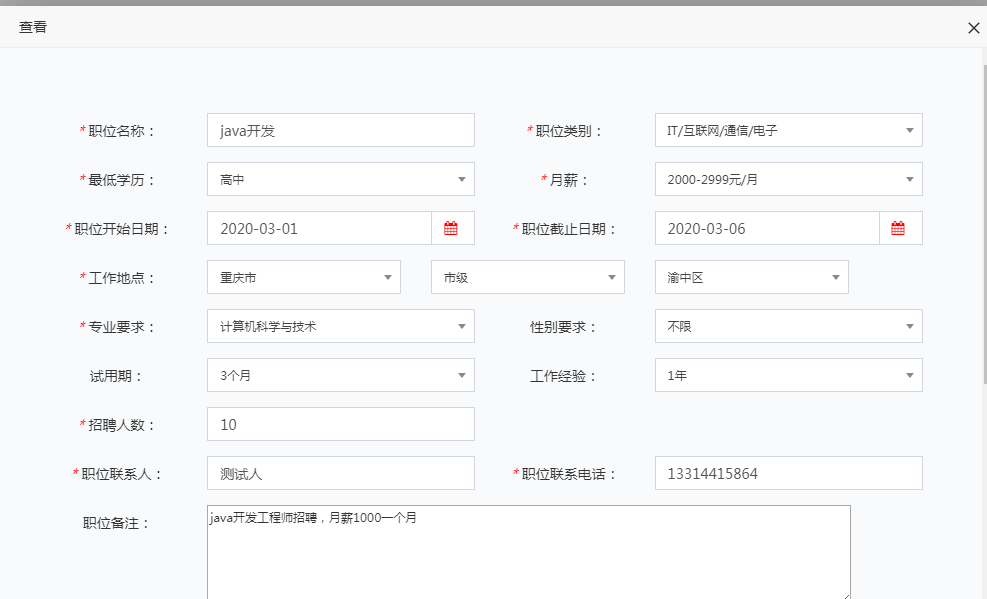 查看
*职位名称： java开发 *职位类别： IT/互联网/通信/电子
*最低学历： 高中 *月薪： 2000-2999元/月
*职位开始日期： 2020-03-01 *职位截止日期： 2020-03-06
*工作地点： 重庆市 市级 渝中区
*专业要求： 计算机科学与技术 性别要求： 不限
试用期： 3个月 工作经验： 1年
*招聘人数： 10
*职位联系人： 测试人 *职位联系电话： 13314415864
职位备注： java开发工程师招聘，月薪1000一个月